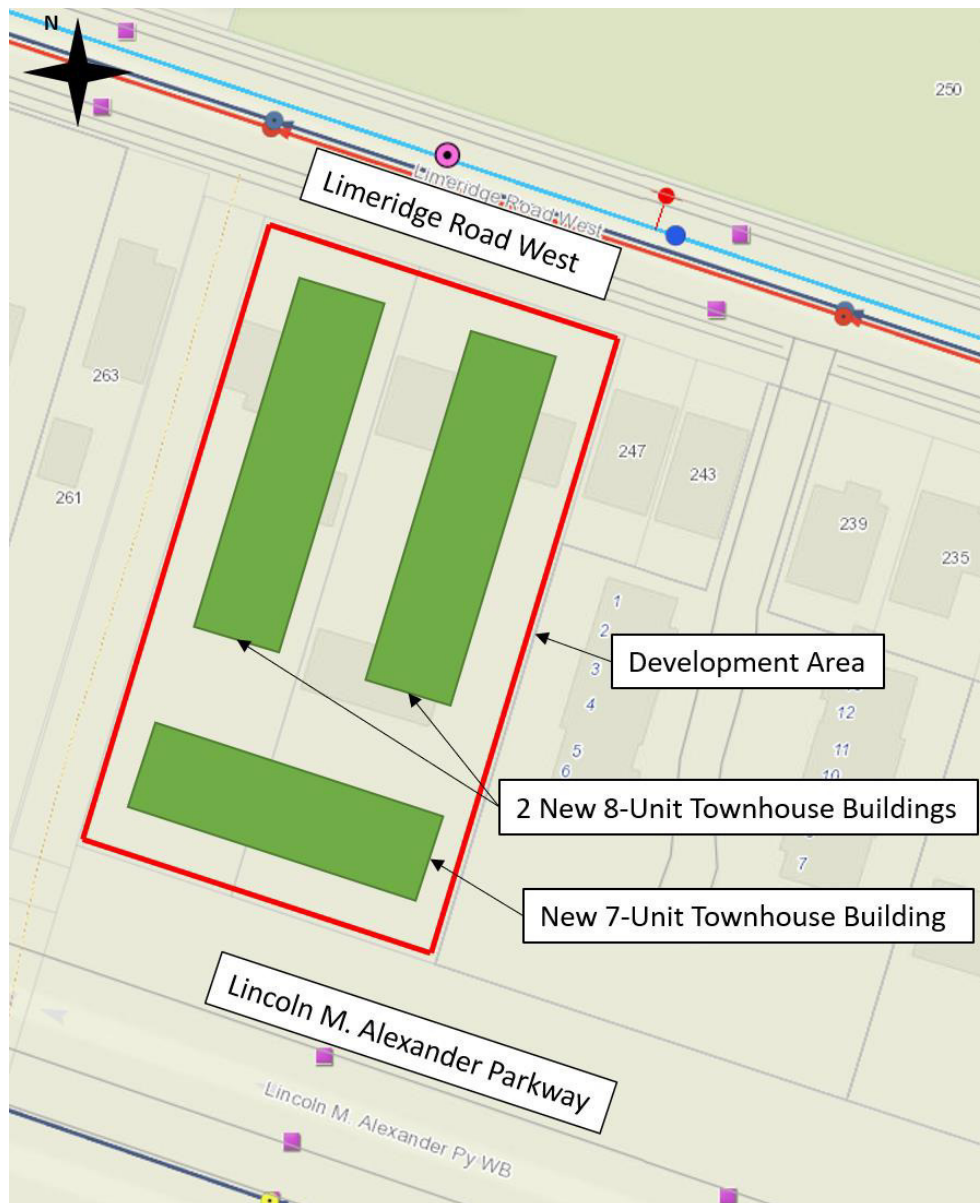 N
250
Limeridge Road West
Limeridge Road West
263
247
243
239
235
261
1
2
3
4
5
6
Development Area
12
11
10
2 New 8-Unit Townhouse Buildings
7
New 7-Unit Townhouse Building
Lincoln M. Alexander Parkway
Lincoln M. Alexander Py WB